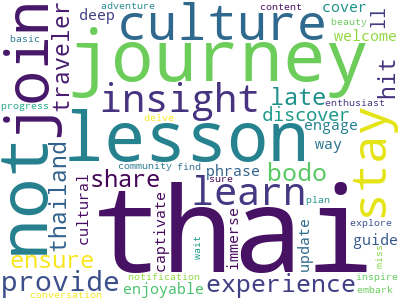 adventure
content
cover
beauty
basic
deep
culture
ll
welcome
join
traveler
journey
hit
insight
late
discover
enthusiast
progress
delve
engage
not
lesson
way
stay
community
find
phrase
bodo
thailand
share
learn
plan
cultural
thai
captivate
immerse
update
guide
explore
ensure
wait
miss
provide
notification
enjoyable
experience
inspire
embark
conversation